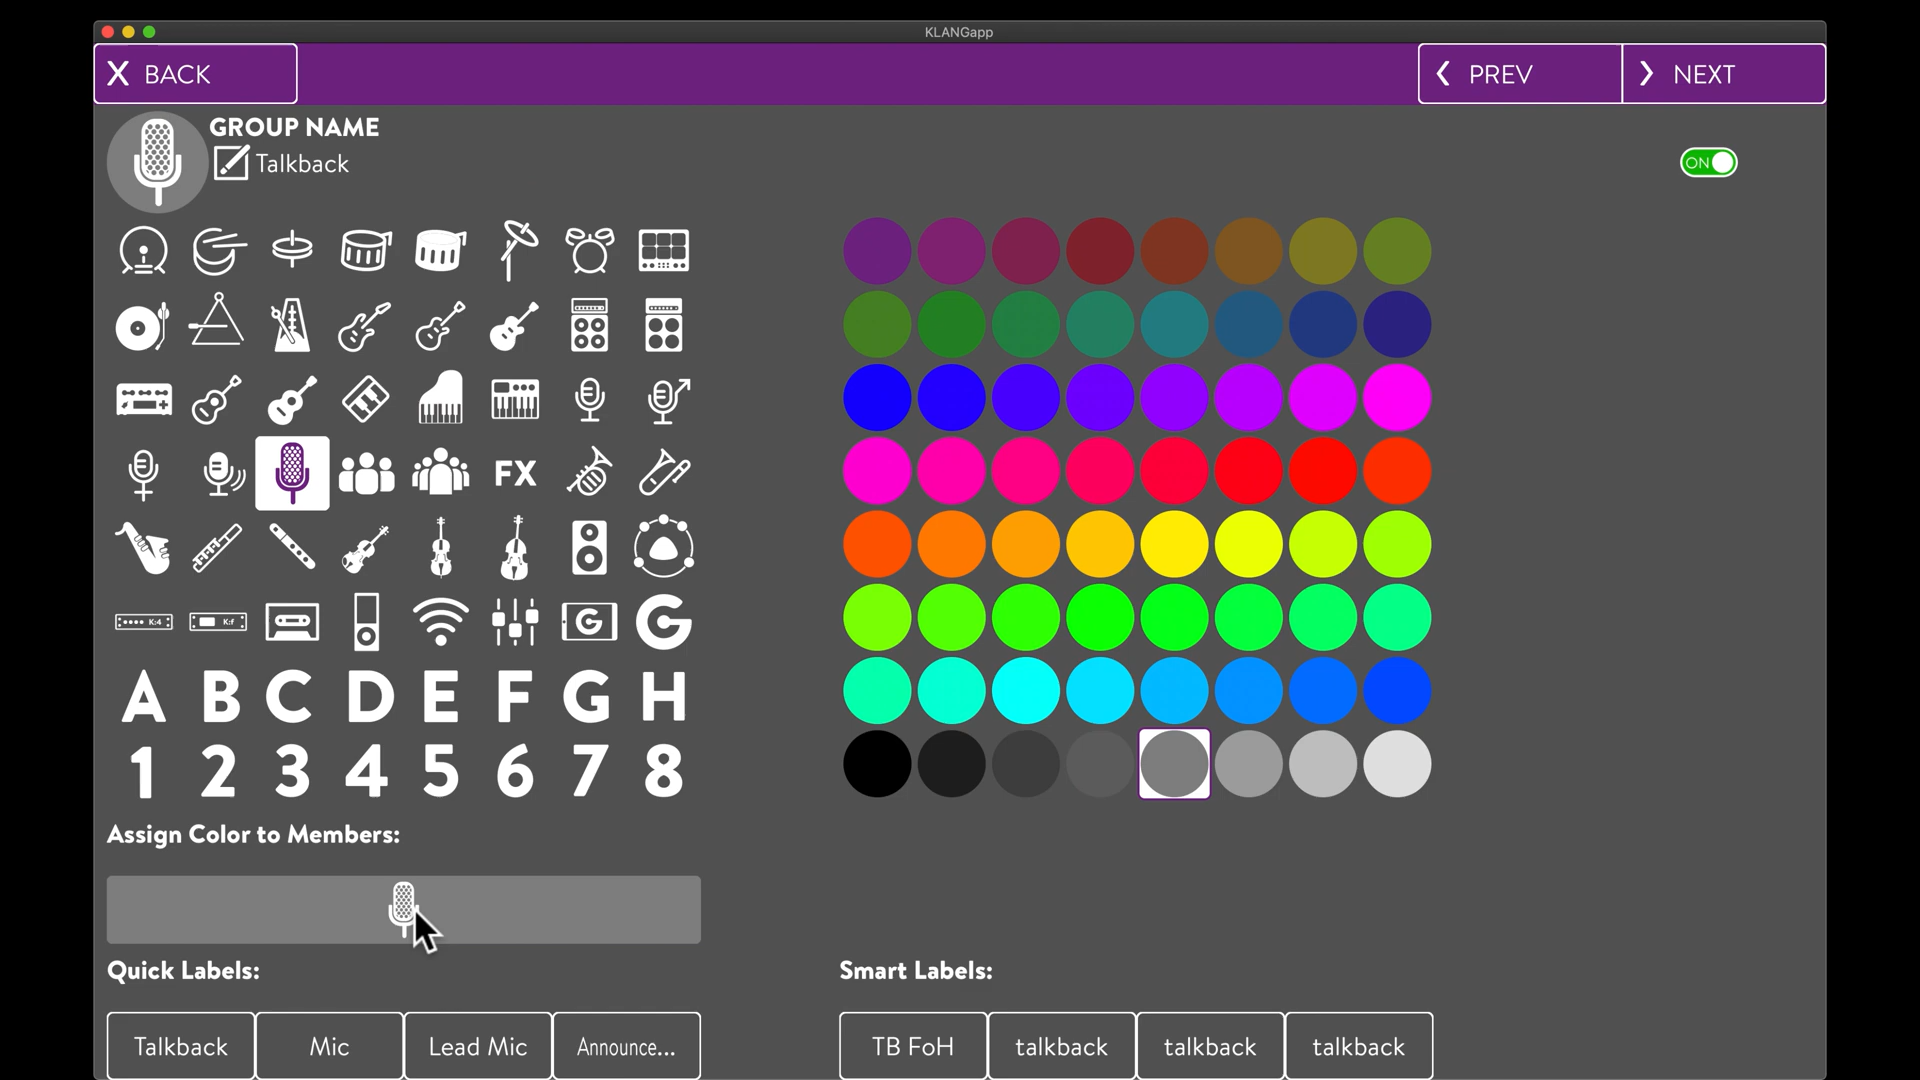 KLANGapp
X BACK
PREV
NEXT
GROUP NAME
Talkback
ON
FX
K:4 K:f
A B C D E F G H
1 2 3 4 5 6 7 8
Assign Color to Members:
Quick Labels:
Smart Labels:
Talkback Mic Lead Mic Announce...
TB FoH talkback talkback talkback